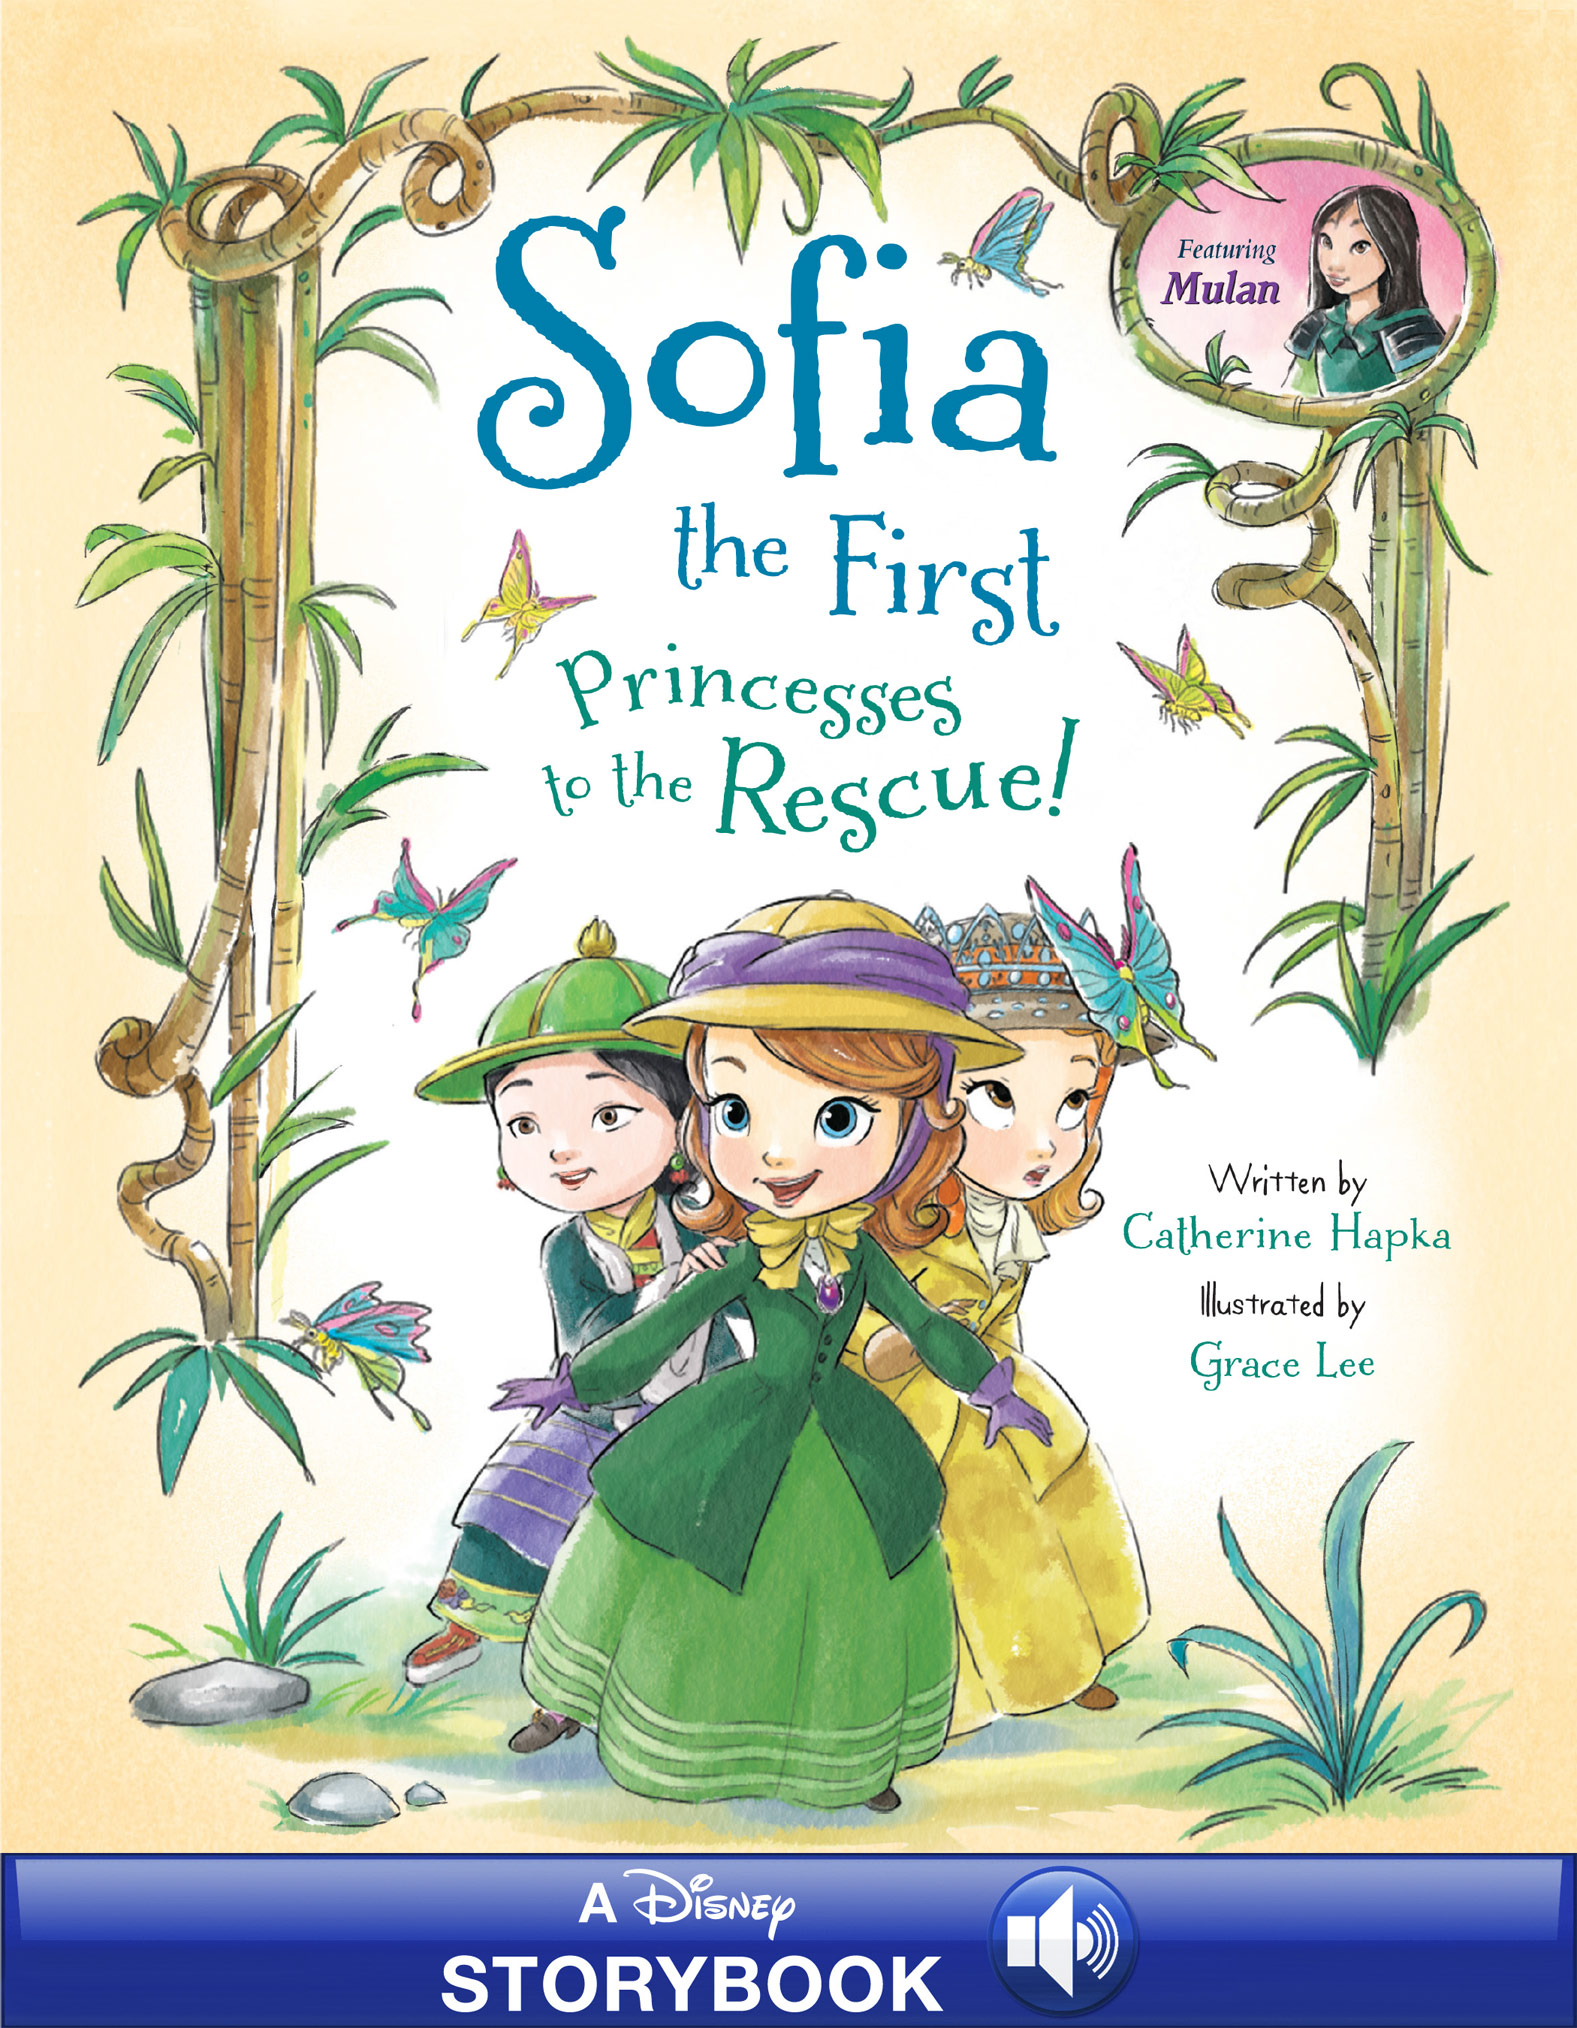 Featuring
Mulan
Sofia
the First
Princesses
to the Rescue!
Written by
Catherine Hapka
Illustrated by
Grace Lee
A Disney
STORYBOOK